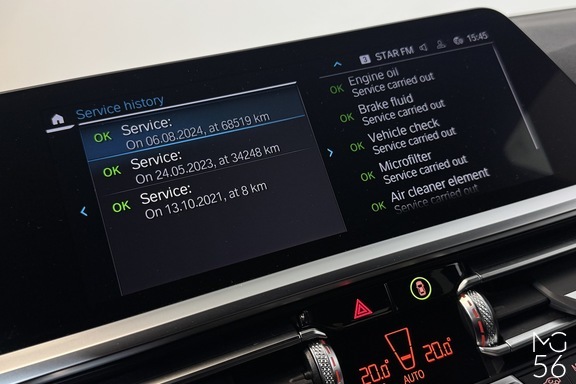 STAR FM
15:45
Service history
OK Service:
On 06.08.2024, at 68519 km
OK Service:
On 24.05.2023, at 34248 km
OK Service:
On 13.10.2021, at 8 km
OK Engine oil
Service carried out
OK Brake fluid
Service carried out
OK Vehicle check
Service carried out
OK Microfilter
Service carried out
OK Air cleaner element
Service carried out
20.0 20.0
AUTO
MG
56